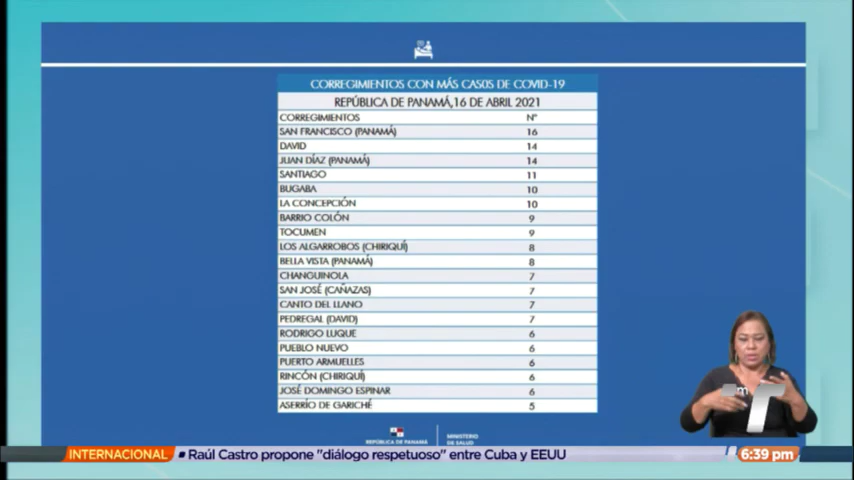 CORREGIMIENTOS CON MÁS CASOS DE COVID-19
REPÚBLICA DE PANAMÁ,16 DE ABRIL 2021
CORREGIMIENTOS N°
SAN FRANCISCO (PANAMÁ) 16
DAVID 14
JUAN DÍAZ (PANAMÁ) 14
SANTIAGO 11
BUGABA 10
LA CONCEPCIÓN 10
BARRIO COLÓN 9
TOCUMEN 9
LOS ALGARROBOS (CHIRIQUÍ) 8
BELLA VISTA (PANAMÁ) 8
CHANGUINOLA 7
SAN JOSÉ (CAÑAZAS) 7
CANTO DEL LLANO 7
PEDREGAL (DAVID) 7
RODRIGO LUQUE 6
PUEBLO NUEVO 6
PUERTO ARMUELLES 6
RINCÓN (CHIRIQUÍ) 6
JOSÉ DOMINGO ESPINAR 6
ASERRÍO DE GARICHÉ 5
REPÚBLICA DE PANAMÁ
MINISTERIO
DE SALUD
INTERNACIONAL Raúl Castro propone "diálogo respetuoso" entre Cuba y EEUU 6:39 pm